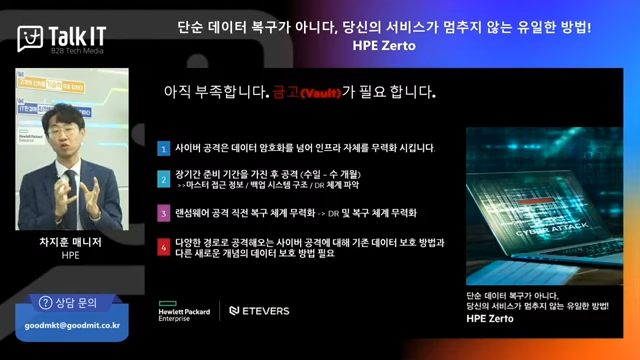 Talk IT
B2B Tech Media
단순 데이터 복구가 아니다, 당신의 서비스가 멈추지 않는 유일한 방법!
HPE Zerto
아직 부족합니다. 금고(Vault)가 필요 합니다.
1 사이버 공격은 데이터 암호화를 넘어 인프라 자체를 무력화 시킵니다.
2 장기간 준비 기간을 가진 후 공격 (수일 ~ 수 개월)
>>마스터 접근 정보 / 백업 시스템 구조 / DR 체계 파악
3 랜섬웨어 공격 직전 복구 체계 무력화 -> DR 및 복구 체계 무력화
4 다양한 경로로 공격해오는 사이버 공격에 대해 기존 데이터 보호 방법과
다른 새로운 개념의 데이터 보호 방법 필요
CYBER ATTACK
Hewlett Packard
Enterprise
차지훈 매니저
HPE
상담 문의
goodmkt@goodmit.co.kr
Hewlett Packard
Enterprise
ETEVERS
단순 데이터 복구가 아니다,
당신의 서비스가 멈추지 않는 유일한 방법!
HPE Zerto